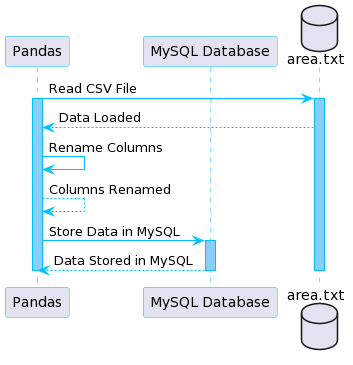 Pandas
MySQL Database
area.txt
Read CSV File
Data Loaded
Rename Columns
Columns Renamed
Store Data in MySQL
Data Stored in MySQL
Pandas
MySQL Database
area.txt